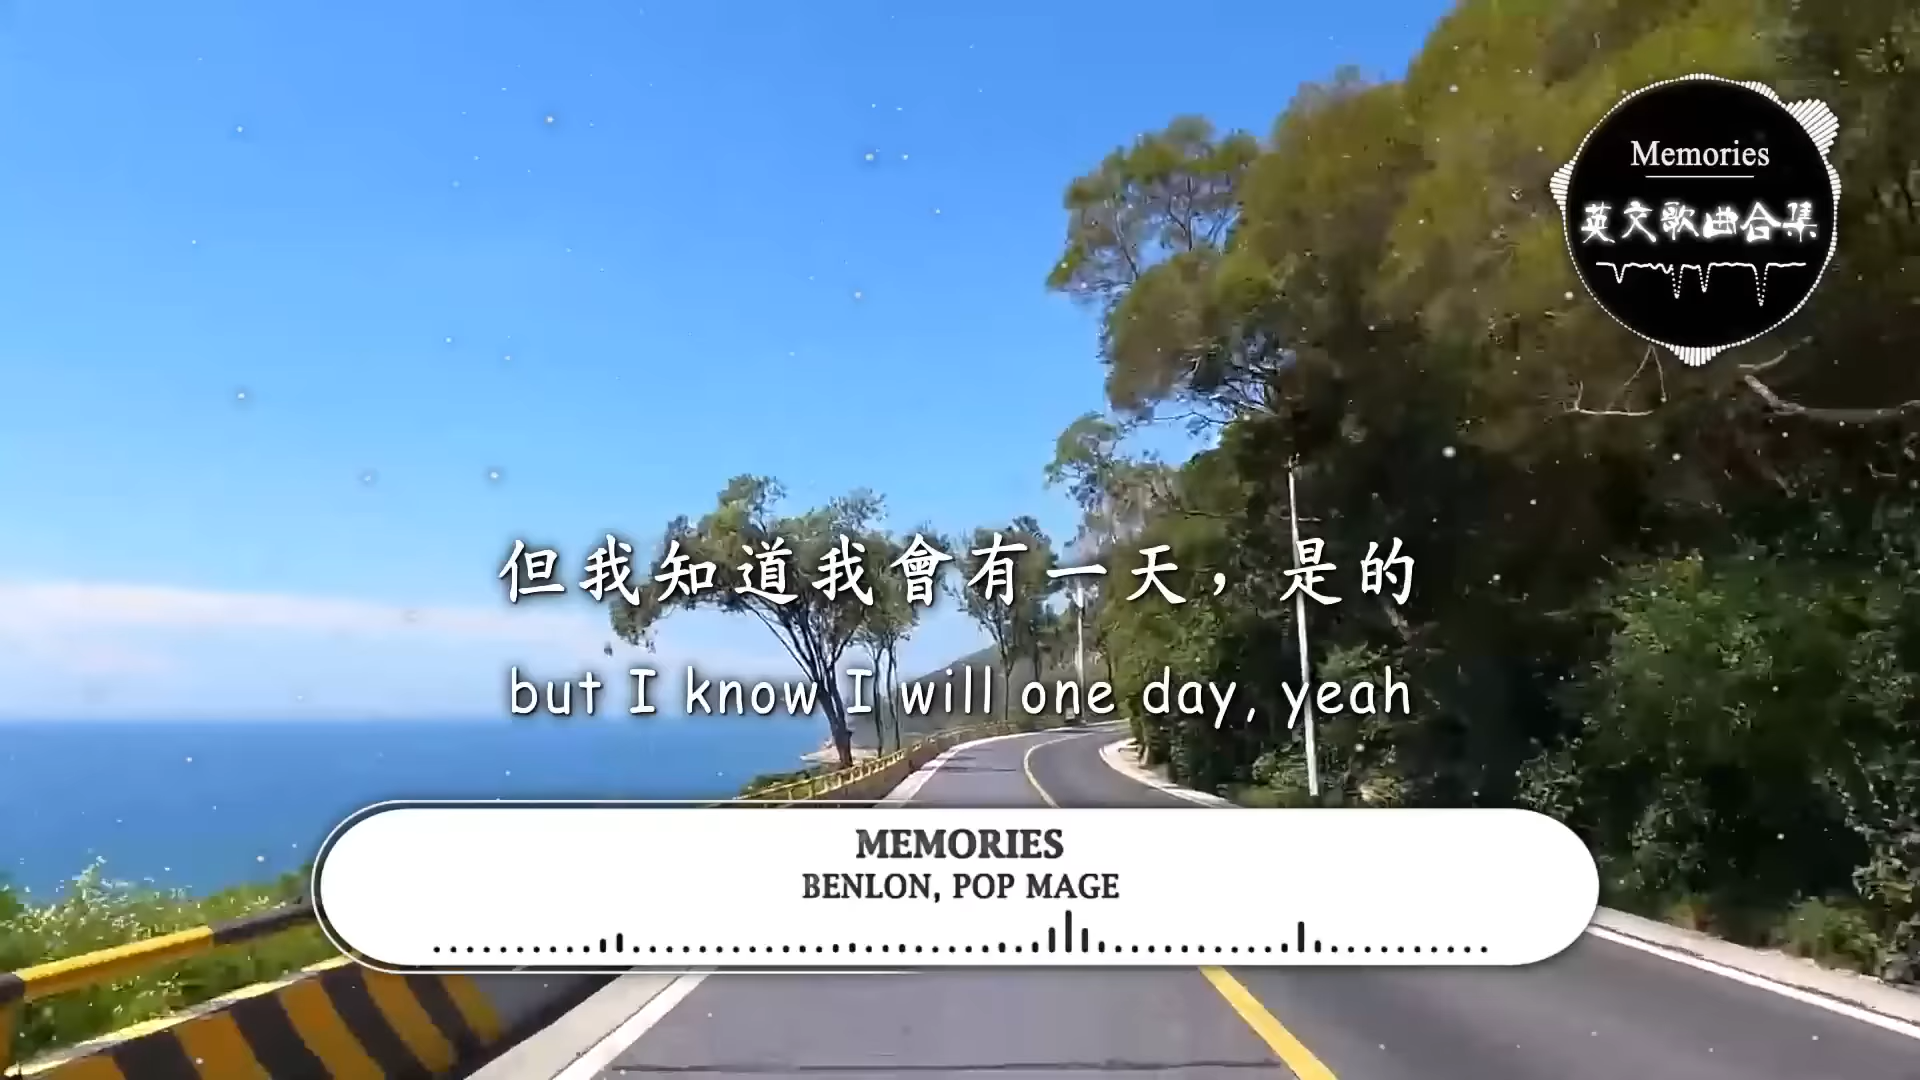 Memories
英文歌曲合集
但我知道我會有一天，是的
but I know I will one day, yeah
MEMORIES
BENLON, POP MAGE